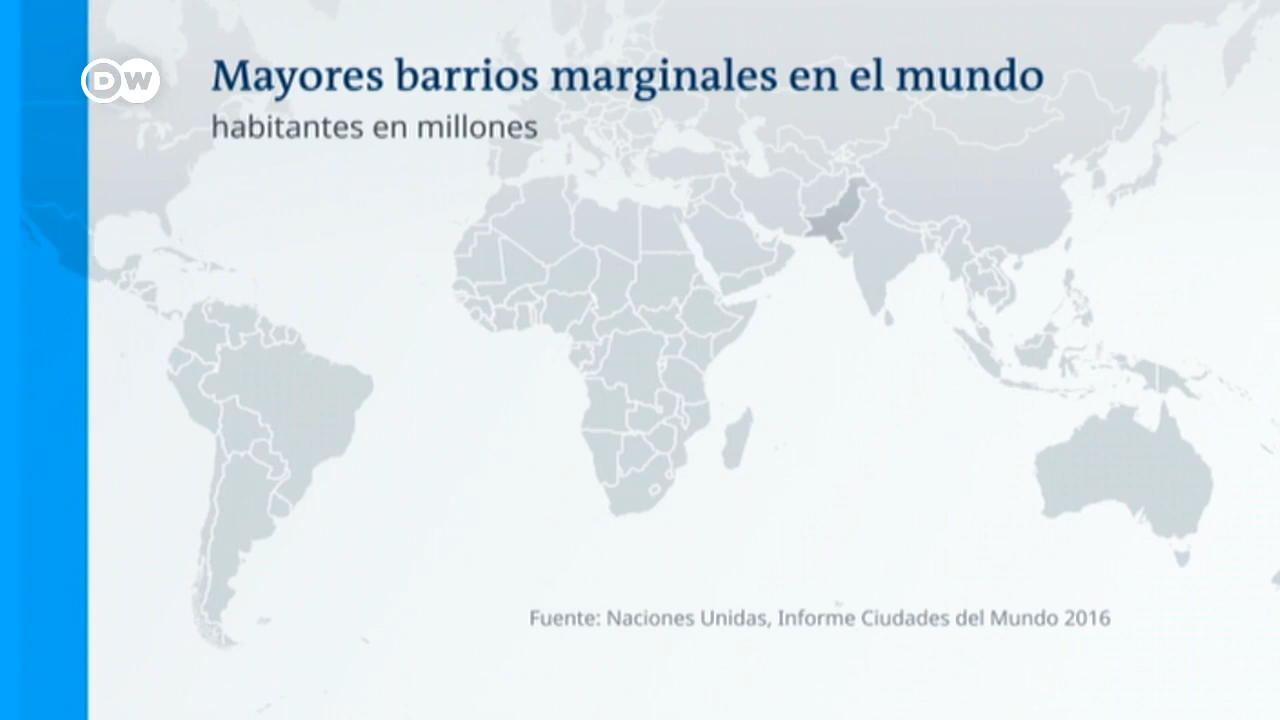 DW
Mayores barrios marginales en el mundo
habitantes en millones
Fuente: Naciones Unidas, Informe Ciudades del Mundo 2016